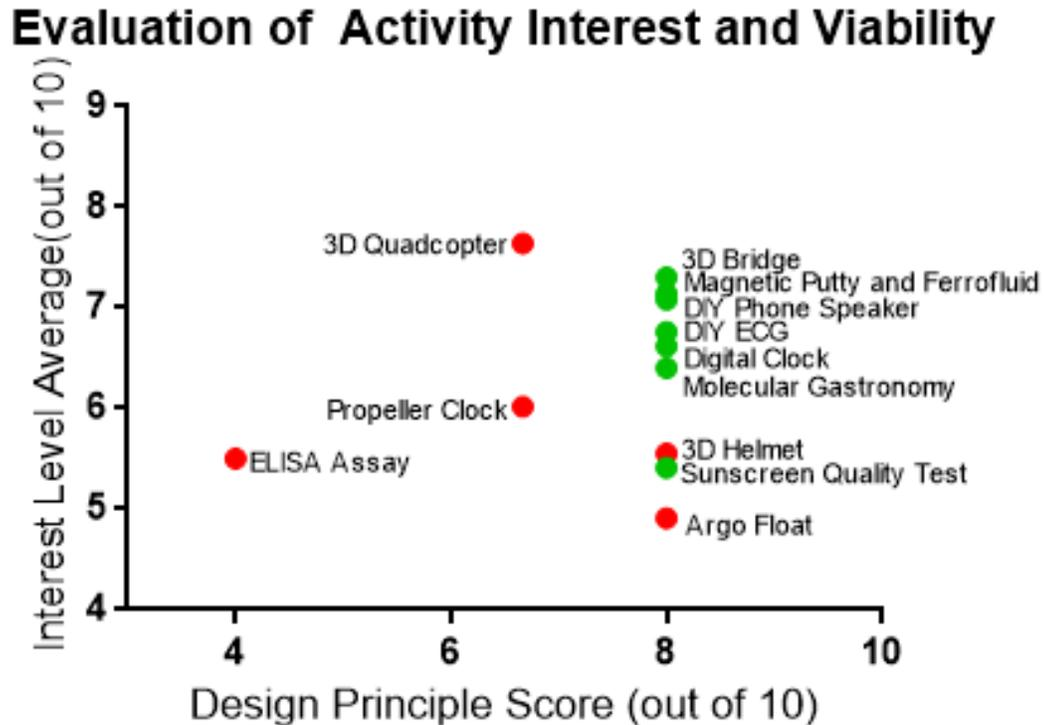 Evaluation of Activity Interest and Viability
Interest Level Average(out of 10)
9
8
7
6
5
4
3D Quadcopter
3D Bridge
Magnetic Putty and Ferrofluid
DIY Phone Speaker
DIY ECG
Digital Clock
Molecular Gastronomy
Propeller Clock
3D Helmet
ELISA Assay
Sunscreen Quality Test
Argo Float
4 6 8 10
Design Principle Score (out of 10)